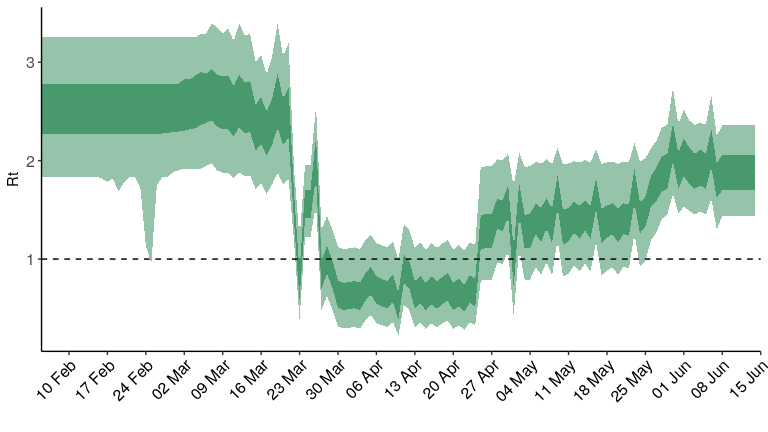 3
2
1
Rt
10 Feb
17 Feb
24 Feb
02 Mar
09 Mar
16 Mar
23 Mar
30 Mar
06 Apr
13 Apr
20 Apr
27 Apr
04 May
11 May
18 May
25 May
01 Jun
08 Jun
15 Jun